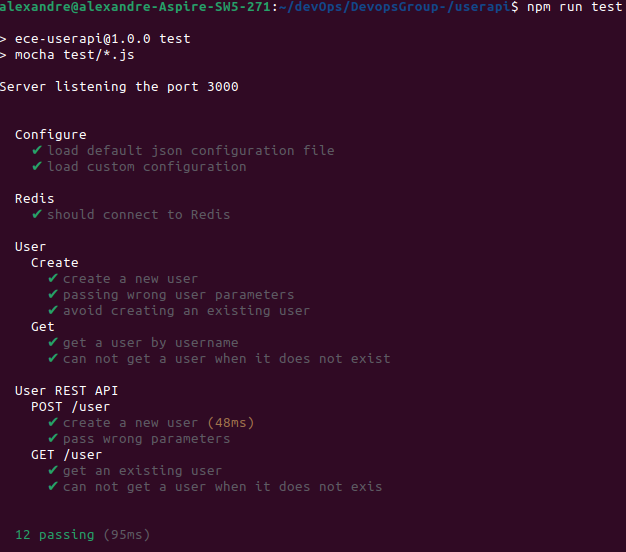 alexandre@alexandre-Aspire-SW5-271:~/devOps/DevopsGroup-/userapi$ npm run test
> ece-userapi@1.0.0 test
> mocha test/*.js
Server listening the port 3000
Configure
✔ load default json configuration file
✔ load custom configuration
Redis
✔ should connect to Redis
User
Create
✔ create a new user
✔ passing wrong user parameters
✔ avoid creating an existing user
Get
✔ get a user by username
✔ can not get a user when it does not exist
User REST API
POST /user
✔ create a new user (48ms)
✔ pass wrong parameters
GET /user
✔ get an existing user
✔ can not get a user when it does not exis
12 passing (95ms)